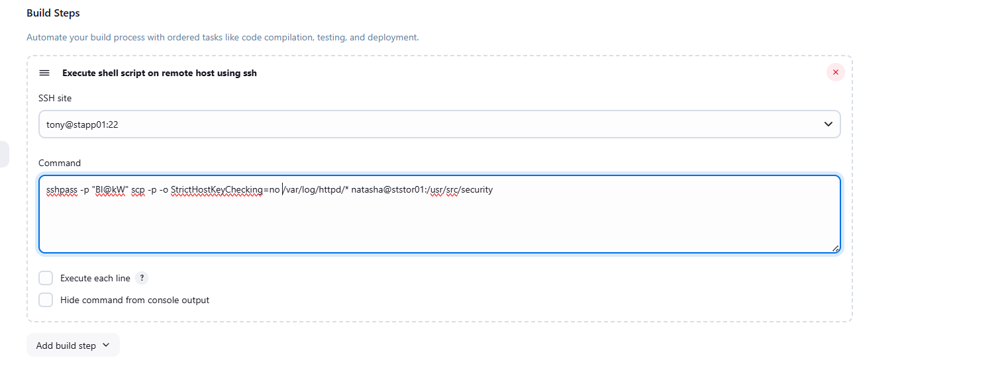 Build Steps
Automate your build process with ordered tasks like code compilation, testing, and deployment.
Execute shell script on remote host using ssh
SSH site
tony@stapp01:22
Command
sshpass -p "Bl@kW" scp -p -o StrictHostKeyChecking=no /var/log/httpd/* natasha@ststor01:/usr/src/security
Execute each line ?
Hide command from console output
Add build step